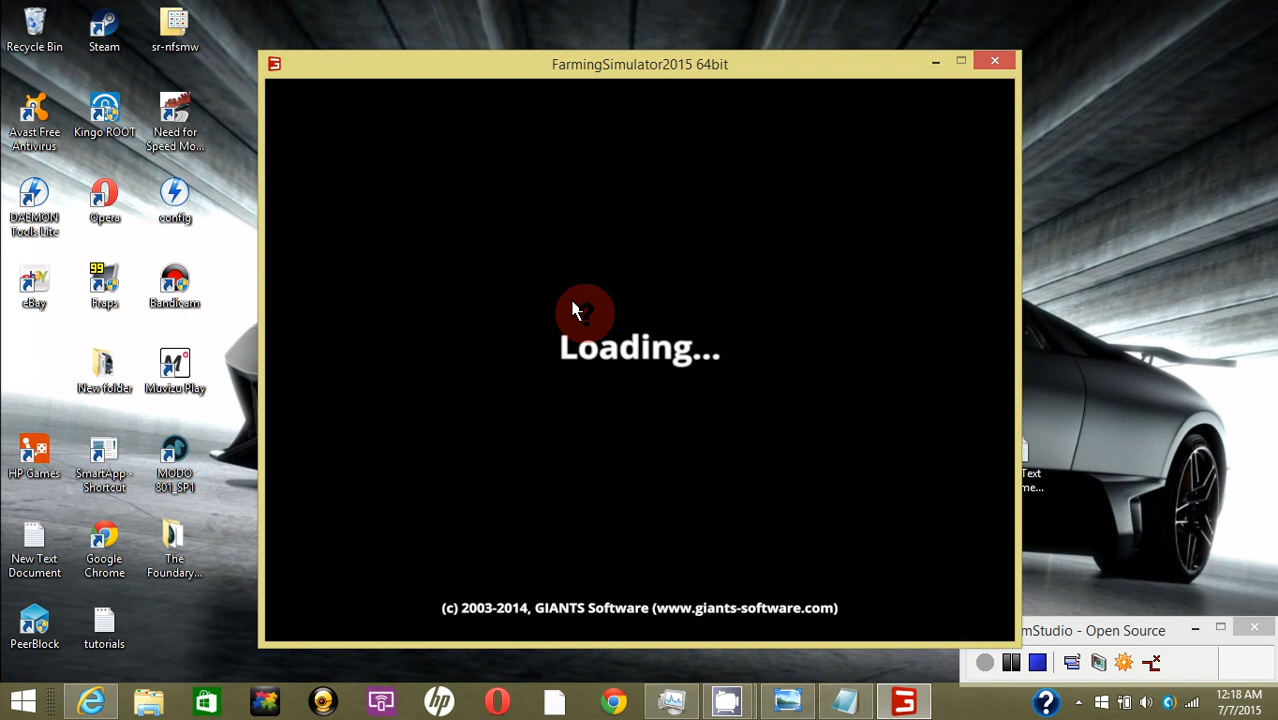 Recycle Bin
Steam
sr-nfsmw
Avast Free
Antivirus
Kingo ROOT
Need for
Speed Mo...
DAEMON
Tools Lite
Opera
config
eBay
99
Fraps
Bandicam
New folder
Muvizu Play
HP Games
SmartApp -
Shortcut
MODO
301_SP1
New Text
Document
Google
Chrome
The
Foundary...
PeerBlock
tutorials
FarmingSimulator2015 64bit
?
Loading...
(c) 2003-2014, GIANTS Software (www.giants-software.com)
Text
me...
mStudio - Open Source
hp
?
12:18 AM
7/7/2015